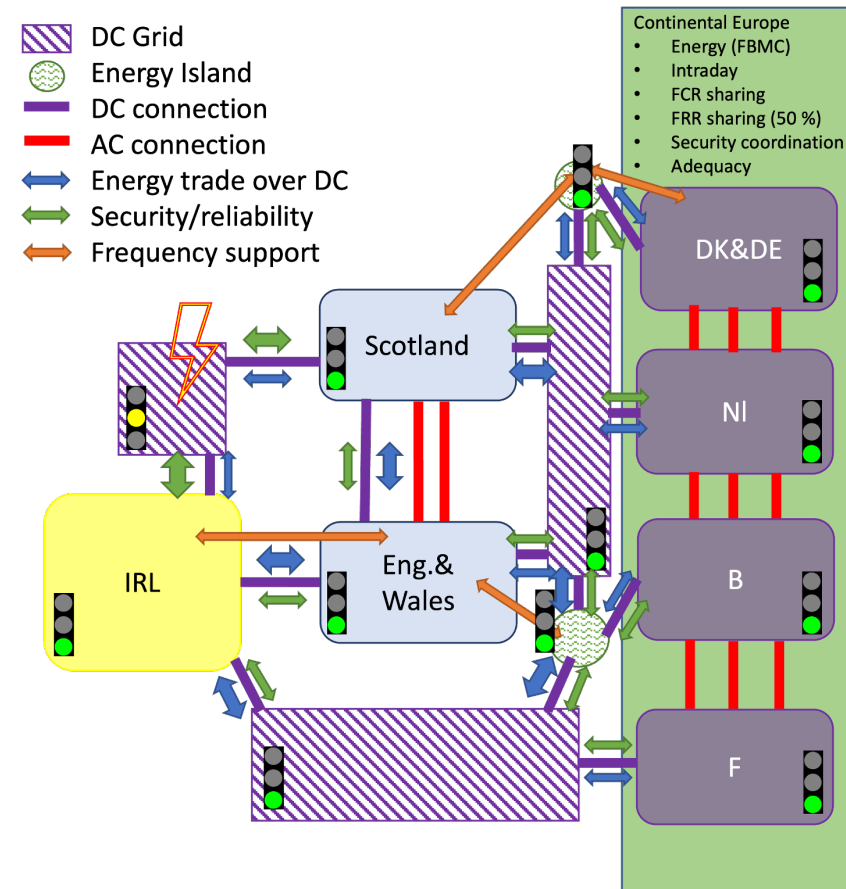 DC Grid
Energy Island
DC connection
AC connection
Energy trade over DC
Security/reliability
Frequency support
Continental Europe
• Energy (FBMC)
• Intraday
• FCR sharing
• FRR sharing (50 %)
• Security coordination
• Adequacy
DK&DE
Scotland
Nl
IRL
Eng.&
Wales
B
F